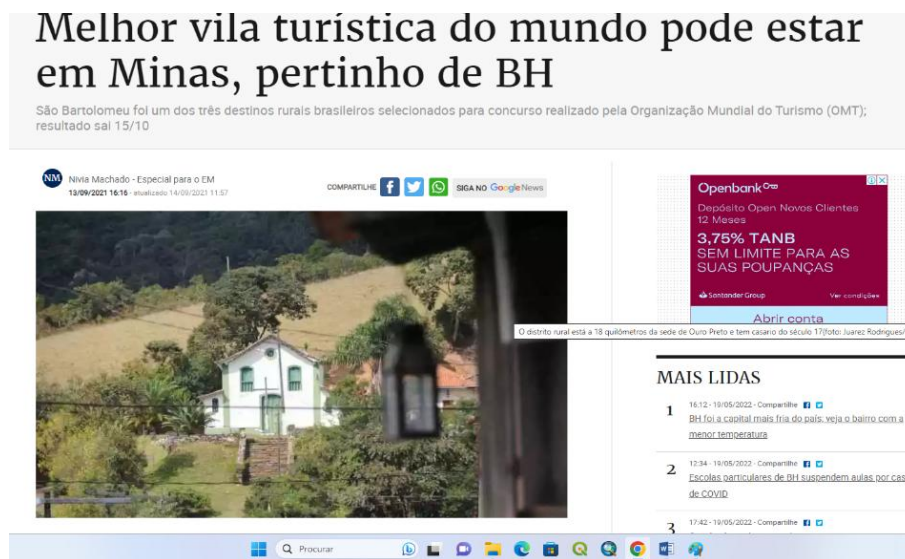 Melhor vila turística do mundo pode estar
em Minas, pertinho de BH
São Bartolomeu foi um dos três destinos rurais brasileiros selecionados para concurso realizado pela Organização Mundial do Turismo (OMT);
resultado sai 15/10
NM
Nivia Machado - Especial para o EM
13/09/2021 16:16 - atualizado 14/09/2021 11:57
COMPARTILHE
SIGA NO Google News
Openbank
Depósito Open Novos Clientes
12 Meses
3,75% TANB
SEM LIMITE PARA AS
SUAS POUPANÇAS
Santander Group
Ver condições
Abrir conta
O distrito rural está a 18 quilômetros da sede de Ouro Preto e tem casario do século 17(foto: Juarez Rodrigues/
MAIS LIDAS
1
16:12 - 19/05/2022 - Compartilhe
BH foi a capital mais fria do país; veja o bairro com a
menor temperatura
2
12:34 - 19/05/2022 - Compartilhe
Escolas particulares de BH suspendem aulas por cas
de COVID
3
17:42 - 19/05/2022 - Compartilhe
Procurar